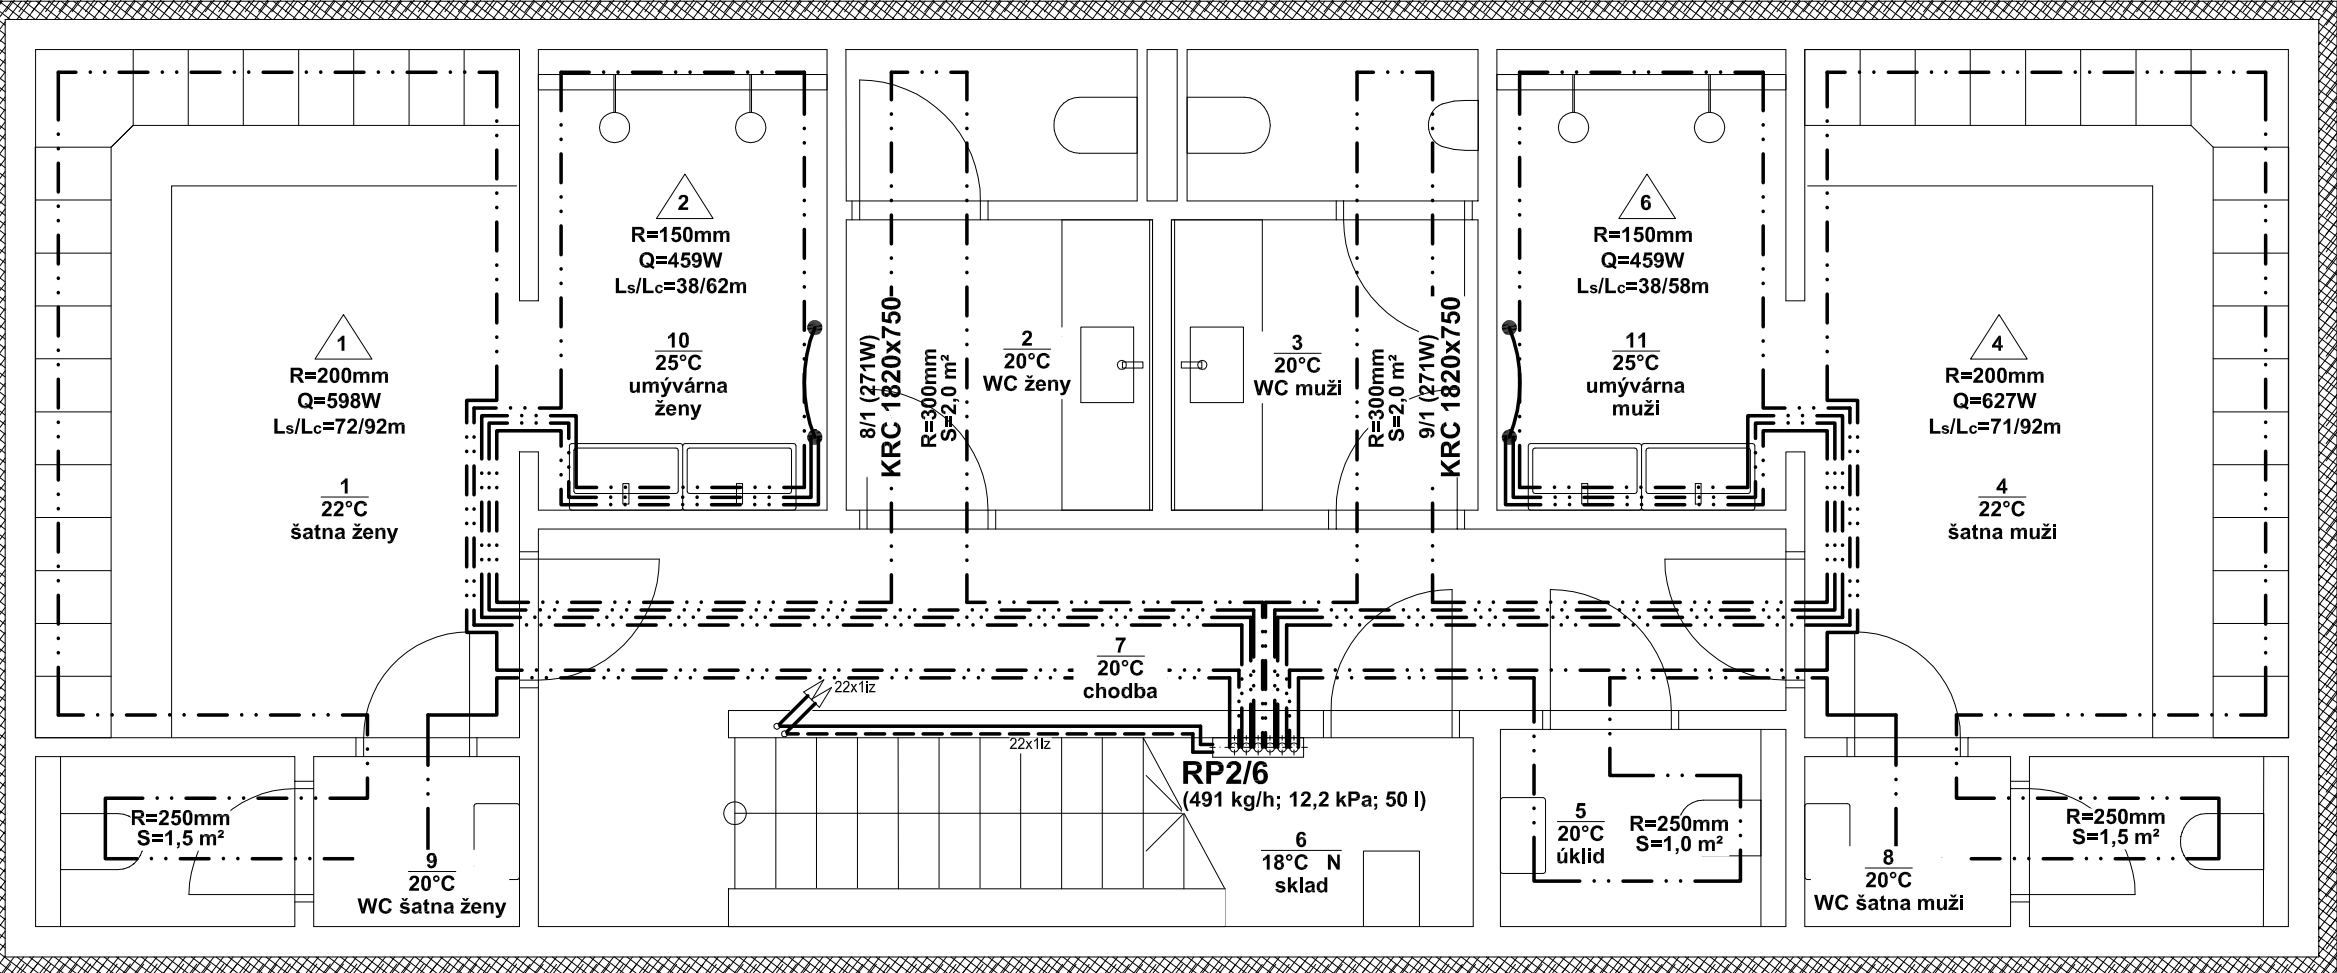 1
R=200mm
Q=598W
Ls/Lc=72/92m
1
22°C
šatna ženy
2
R=150mm
Q=459W
Ls/Lc=38/62m
10
25°C
umývárna
ženy
8/1 (271W)
KRC 1820x750
R=300mm
S=2,0 m²
2
20°C
WC ženy
3
20°C
WC muži
R=300mm
S=2,0 m²
9/1 (271W)
KRC 1820x750
6
R=150mm
Q=459W
Ls/Lc=38/58m
11
25°C
umývárna
muži
4
R=200mm
Q=627W
Ls/Lc=71/92m
4
22°C
šatna muži
7
20°C
chodba
22x1iz
22x1iz
RP2/6
(491 kg/h; 12,2 kPa; 50 l)
6
18°C N
sklad
5
20°C
úklid
R=250mm
S=1,0 m²
R=250mm
S=1,5 m²
9
20°C
WC šatna ženy
8
20°C
WC šatna muži
R=250mm
S=1,5 m²